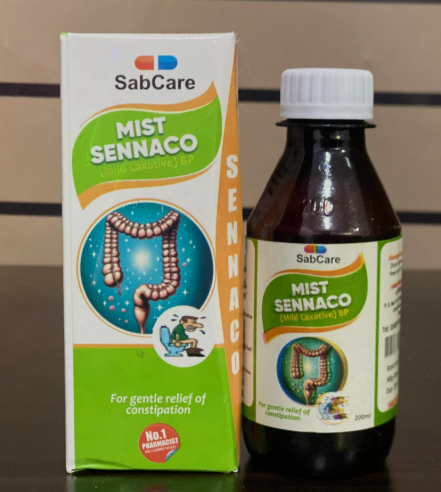 SabCare
MIST
SENNACO
(Mild Laxative) BP
SENNACO
For gentle relief of
constipation
No.1
PHARMACIST
SabCare
MIST
SENNACO
(Mild Laxative) BP
For gentle relief of
constipation
200ml